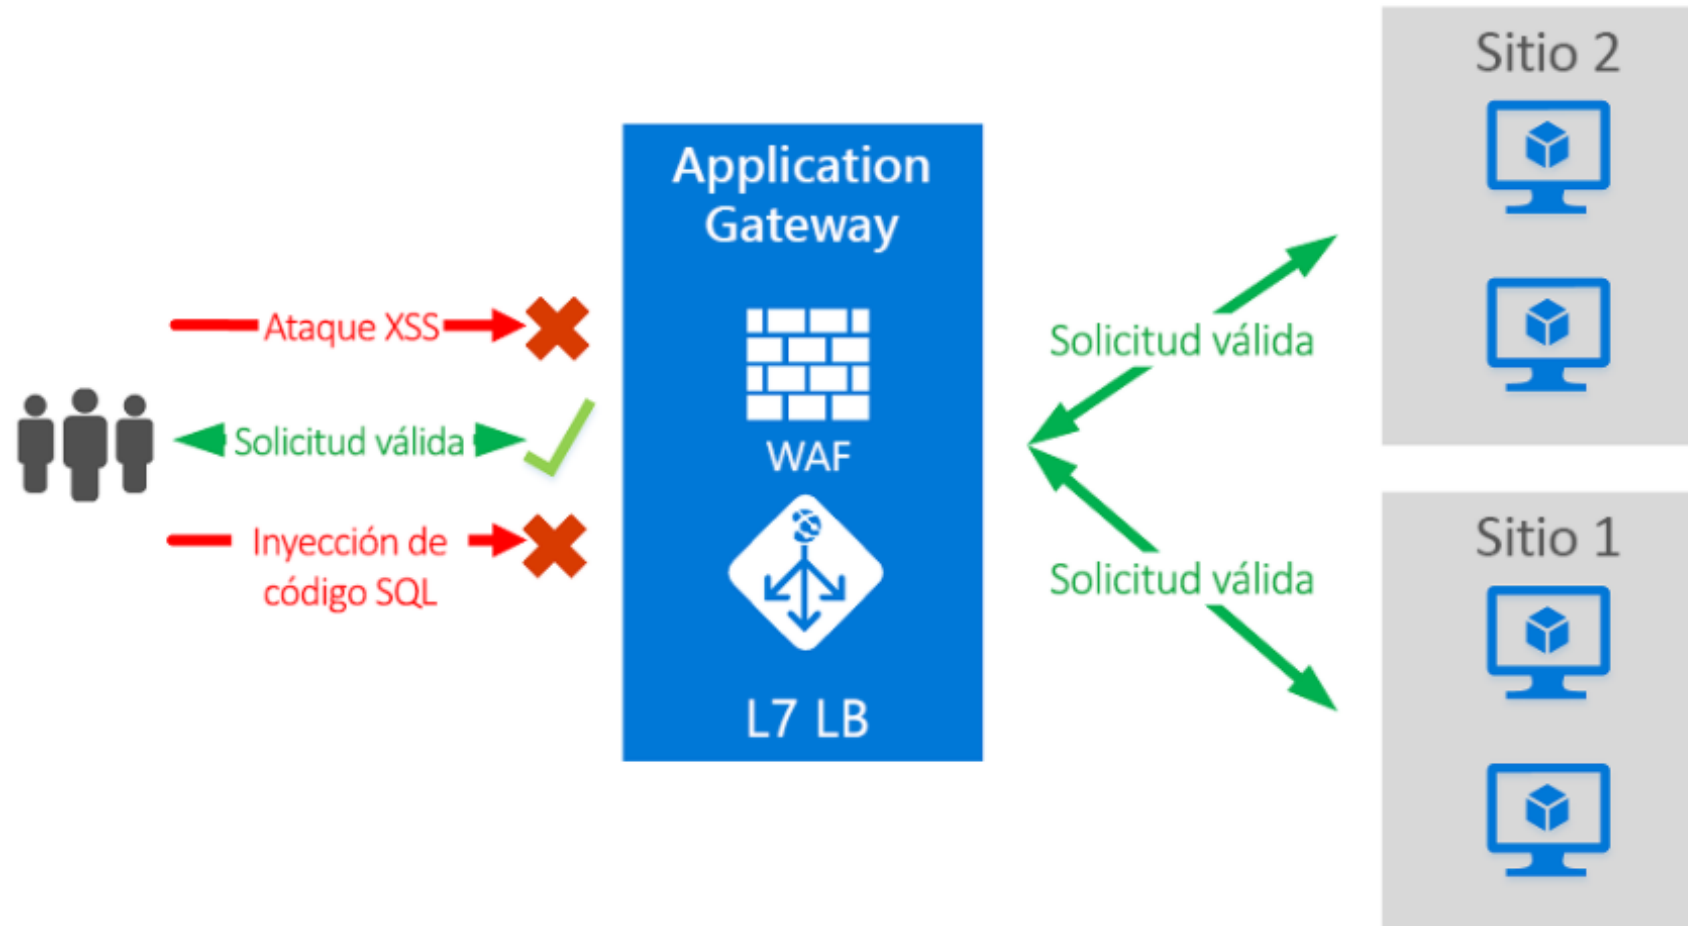 Ataque XSS
Solicitud válida
Inyección de
código SQL
Application
Gateway
WAF
L7 LB
Solicitud válida
Solicitud válida
Sitio 2
Sitio 1